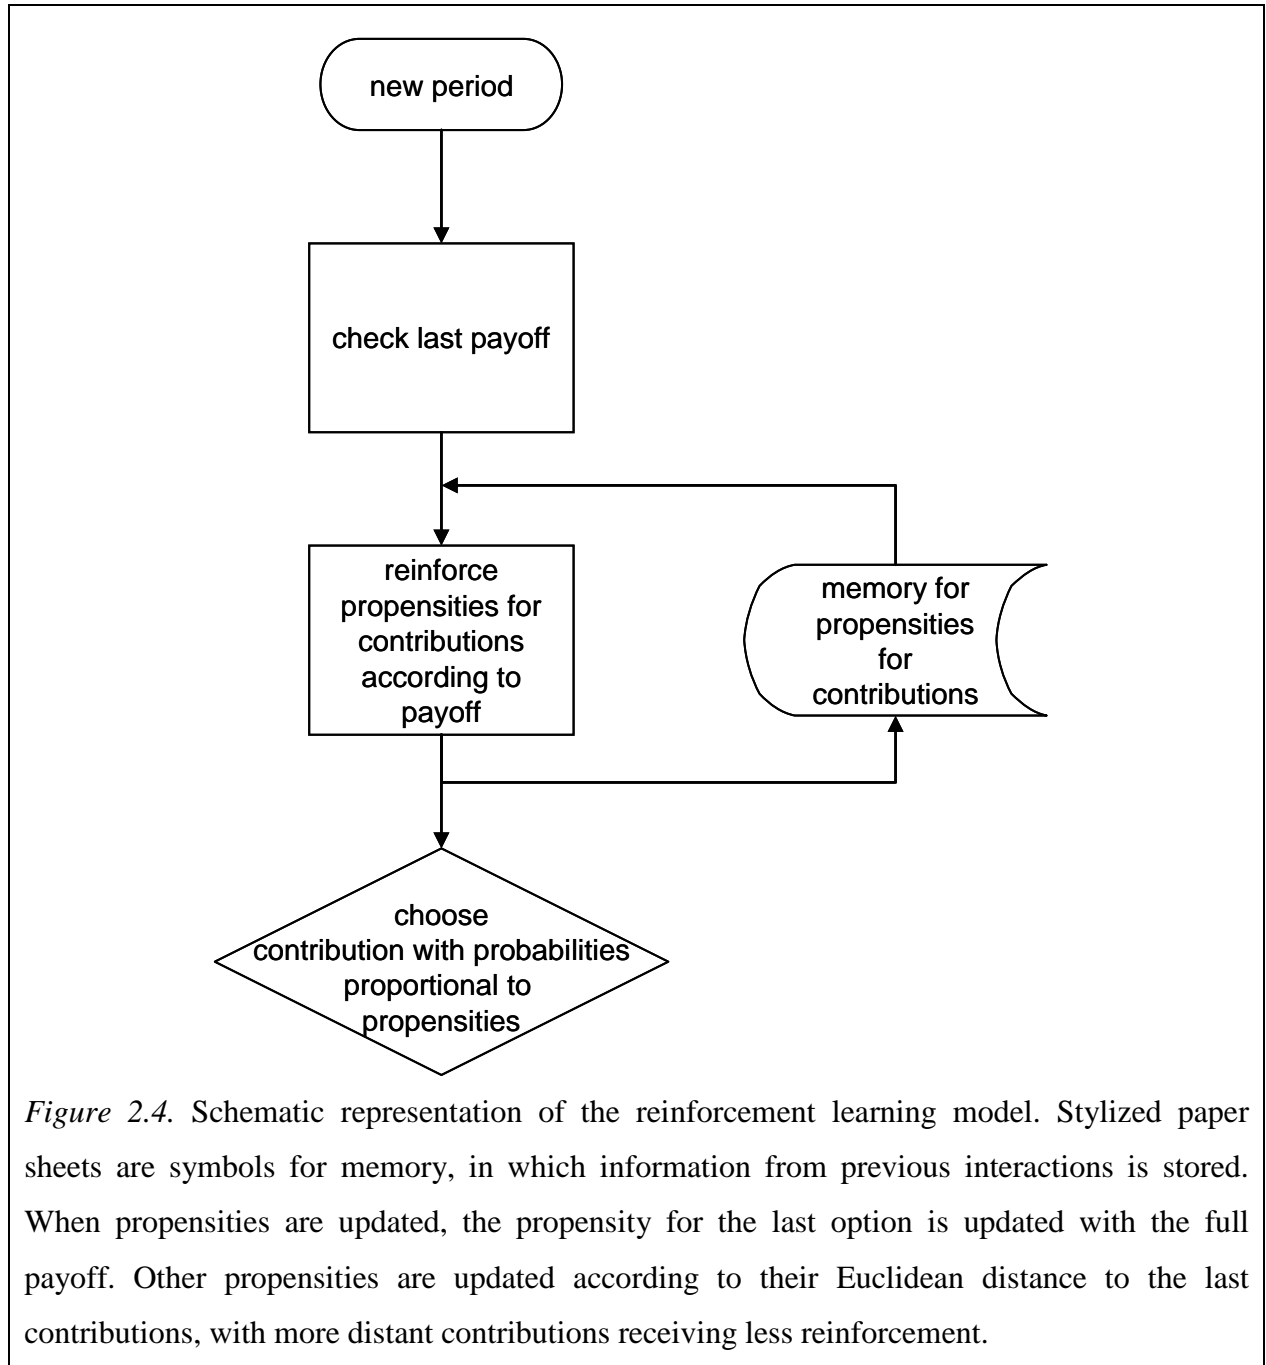 new period
check last payoff
reinforce
propensities for
contributions
according to
payoff
memory for
propensities
for
contributions
choose
contribution with probabilities
proportional to
propensities
Figure 2.4. Schematic representation of the reinforcement learning model. Stylized paper
sheets are symbols for memory, in which information from previous interactions is stored.
When propensities are updated, the propensity for the last option is updated with the full
payoff. Other propensities are updated according to their Euclidean distance to the last
contributions, with more distant contributions receiving less reinforcement.